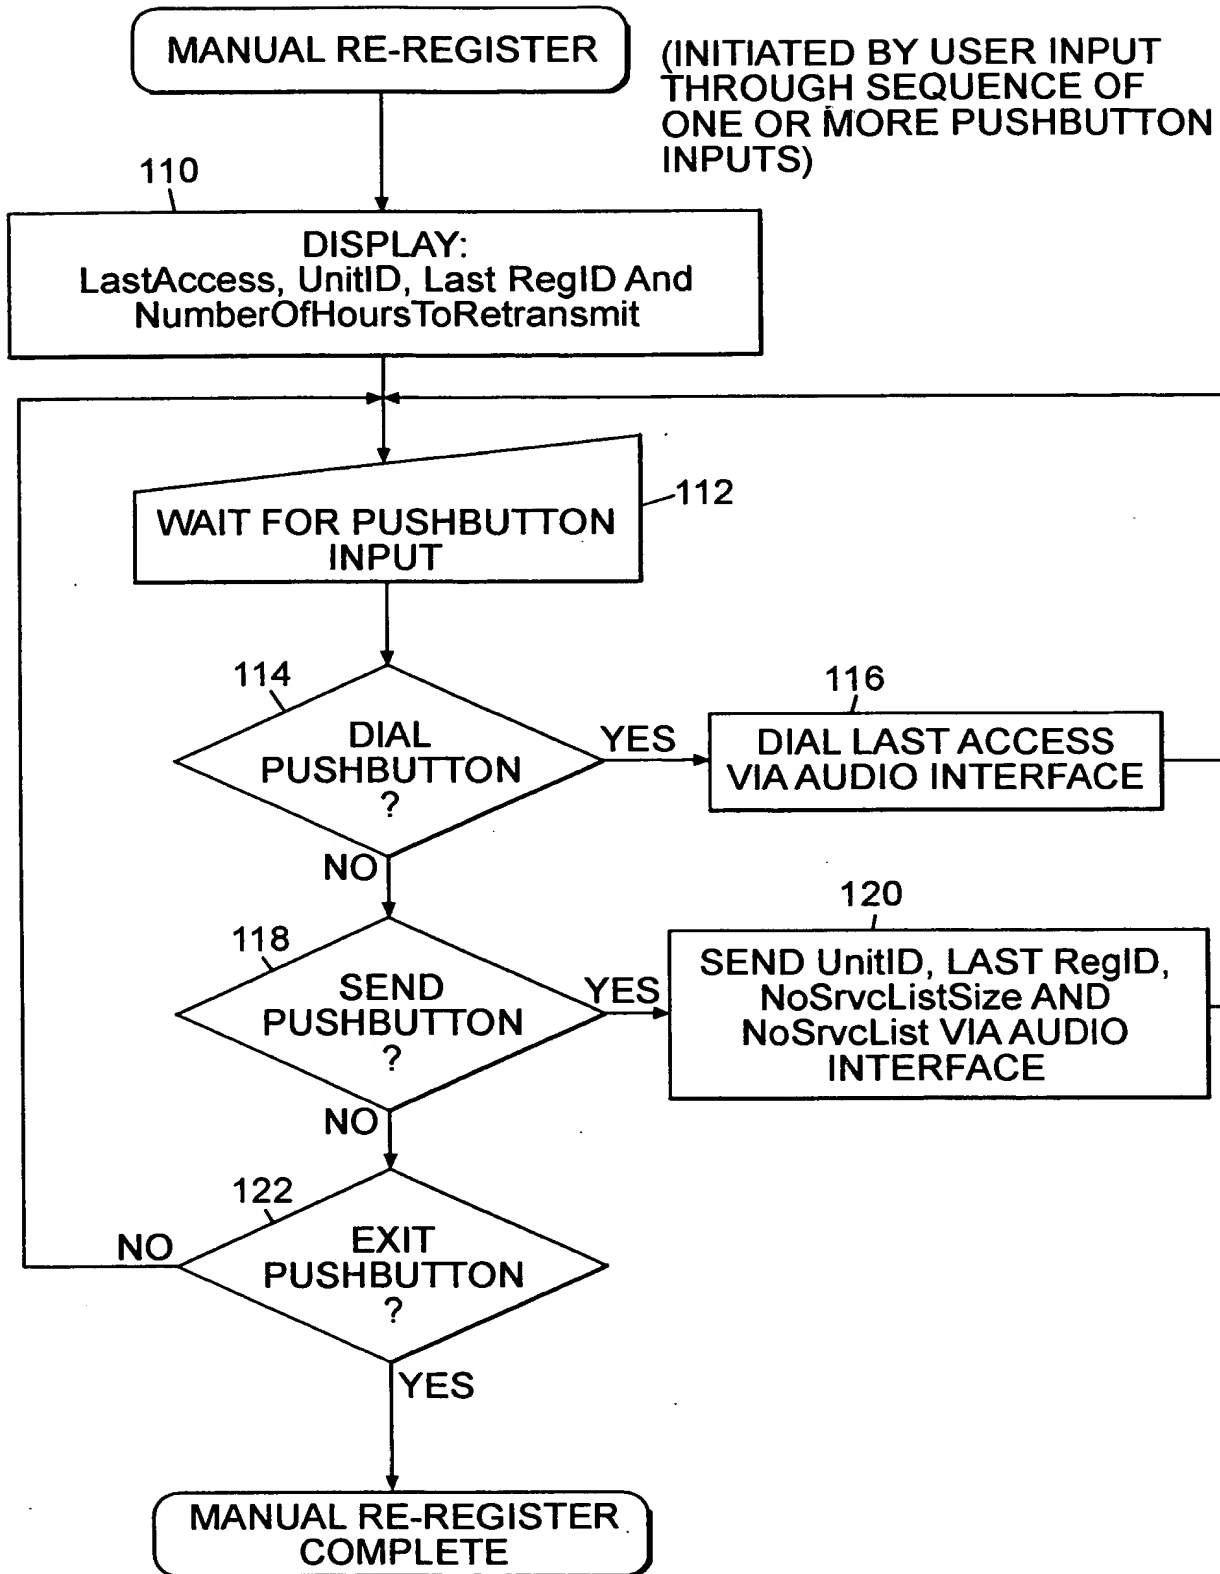 MANUAL RE-REGISTER
(INITIATED BY USER INPUT
THROUGH SEQUENCE OF
ONE OR MORE PUSHBUTTON
INPUTS)
110
DISPLAY:
LastAccess, UnitID, Last RegID And
NumberOfHoursToRetransmit
112
WAIT FOR PUSHBUTTON
INPUT
114
DIAL
PUSHBUTTON
?
YES
116
DIAL LAST ACCESS
VIA AUDIO INTERFACE
NO
118
SEND
PUSHBUTTON
?
YES
120
SEND UnitID, LAST RegID,
NoSrvcListSize AND
NoSrvcList VIA AUDIO
INTERFACE
NO
122
EXIT
PUSHBUTTON
?
NO
YES
MANUAL RE-REGISTER
COMPLETE